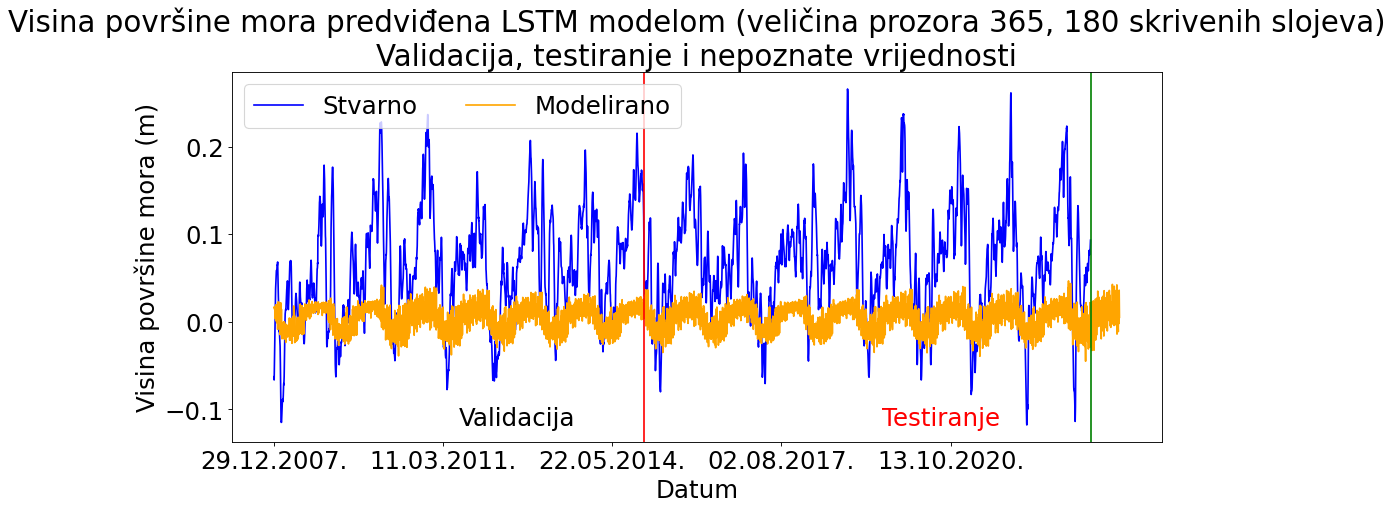 Visina površine mora predviđena LSTM modelom (veličina prozora 365, 180 skrivenih slojeva)
Validacija, testiranje i nepoznate vrijednosti
Stvarno Modelirano
Visina površine mora (m)
0.2
0.1
0.0
−0.1
Validacija Testiranje
29.12.2007. 11.03.2011. 22.05.2014. 02.08.2017. 13.10.2020.
Datum